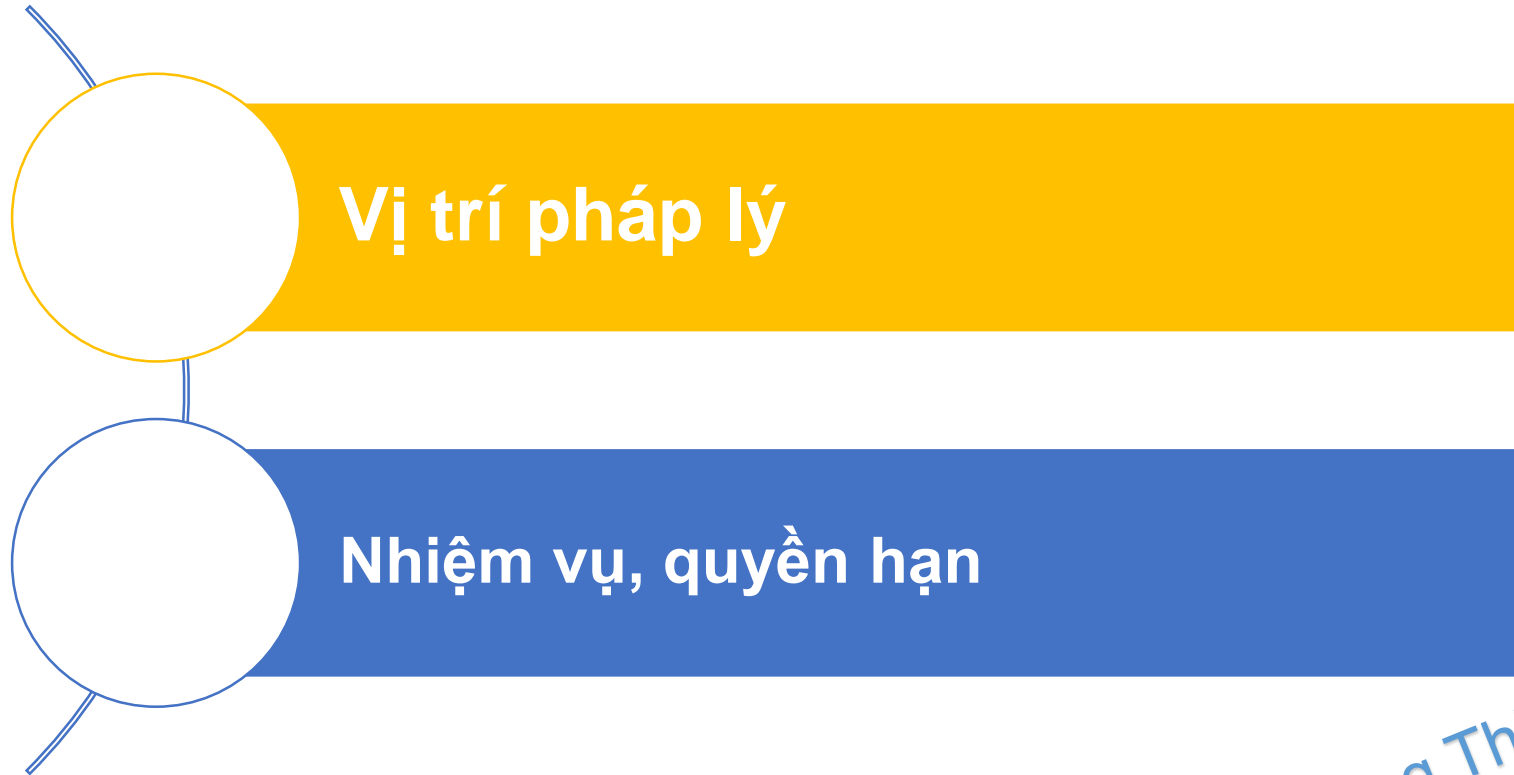 Vị trí pháp lý
Nhiệm vụ, quyền hạn